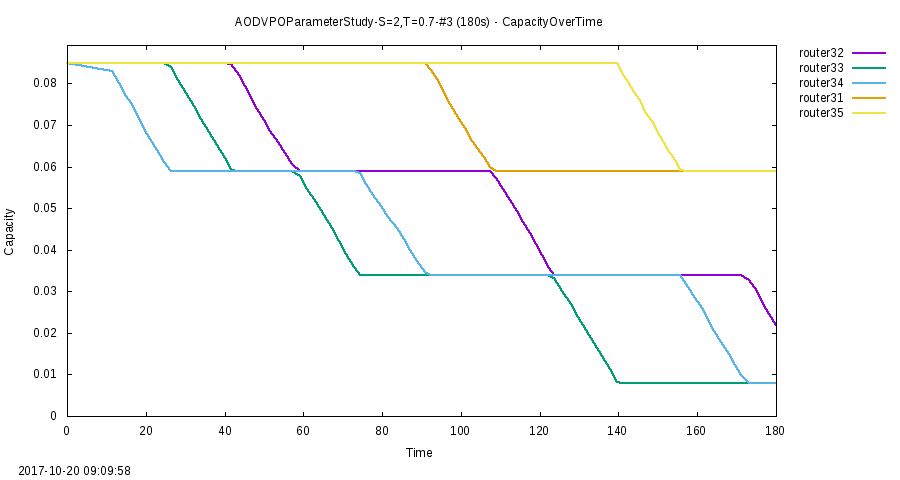 AODVPOParameterStudy-S=2,T=0.7-#3 (180s) - CapacityOverTime
router32
router33
router34
router31
router35
0.08
0.07
0.06
0.05
0.04
0.03
0.02
0.01
0
Capacity
0 20 40 60 80 100 120 140 160 180
Time
2017-10-20 09:09:58